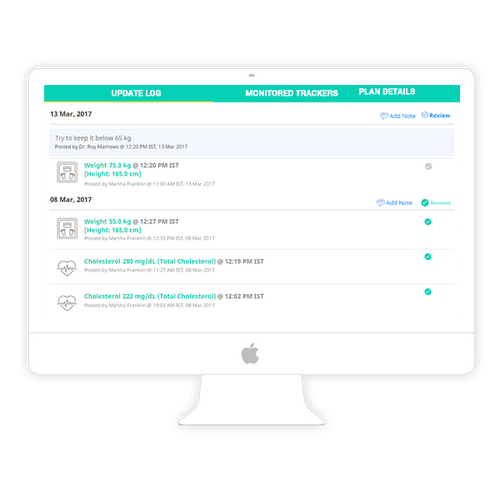 UPDATE LOG MONITORED TRACKERS PLAN DETAILS
13 Mar, 2017 Add Note Review
Try to keep it below 65 kg
Posted by Dr. Roy Mathews @ 12:20 PM IST, 13 Mar 2017
Weight 75.0 kg @ 12:20 PM IST
[Height: 165.0 cm]
Posted by Martha Franklin @ 11:00 AM IST, 13 Mar 2017
08 Mar, 2017 Add Note Reviewed
Weight 55.0 kg @ 12:27 PM IST
[Height: 165.0 cm]
Posted by Martha Franklin @ 12:33 PM IST, 08 Mar 2017
Cholesterol 280 mg/dL (Total Cholesterol) @ 12:19 PM IST
Posted by Martha Franklin @ 11:27 AM IST, 08 Mar 2017
Cholesterol 222 mg/dL (Total Cholesterol) @ 12:02 PM IST
Posted by Martha Franklin @ 10:03 AM IST, 08 Mar 2017